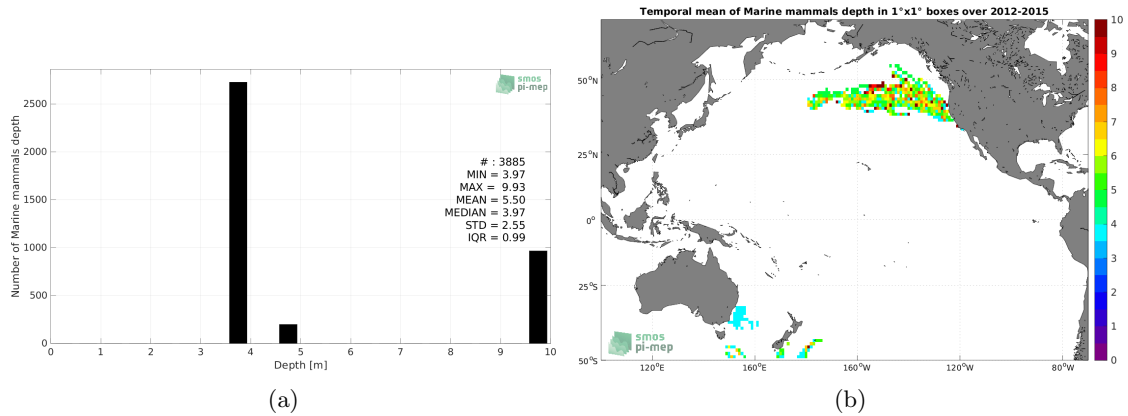 2500
2000
1500
1000
500
0
Number of Marine mammals depth
0 1 2 3 4 5 6 7 8 9 10
Depth [m]
smos
pi-mep
# : 3885
MIN = 3.97
MAX = 9.93
MEAN = 5.50
MEDIAN = 3.97
STD = 2.55
IQR = 0.99
(a)
Temporal mean of Marine mammals depth in 1°x1° boxes over 2012-2015
50°N
25°N
0°
25°S
50°S
120°E 160°E 160°W 120°W 80°W
smos
pi-mep
10
9
8
7
6
5
4
3
2
1
0
(b)